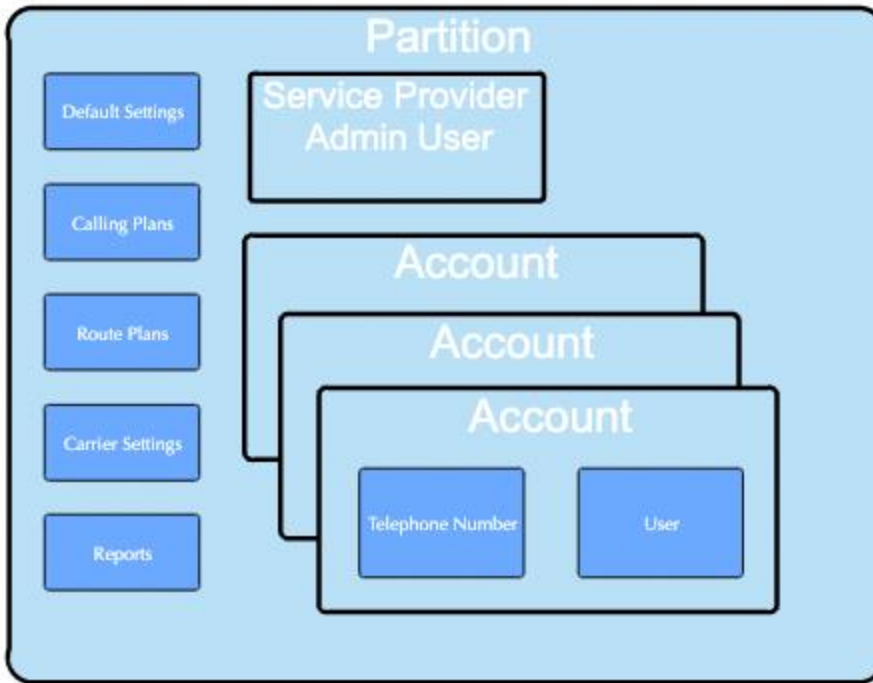 Partition
Default Settings
Service Provider
Admin User
Calling Plans
Account
Route Plans
Account
Account
Carrier Settings
Telephone Number
User
Reports